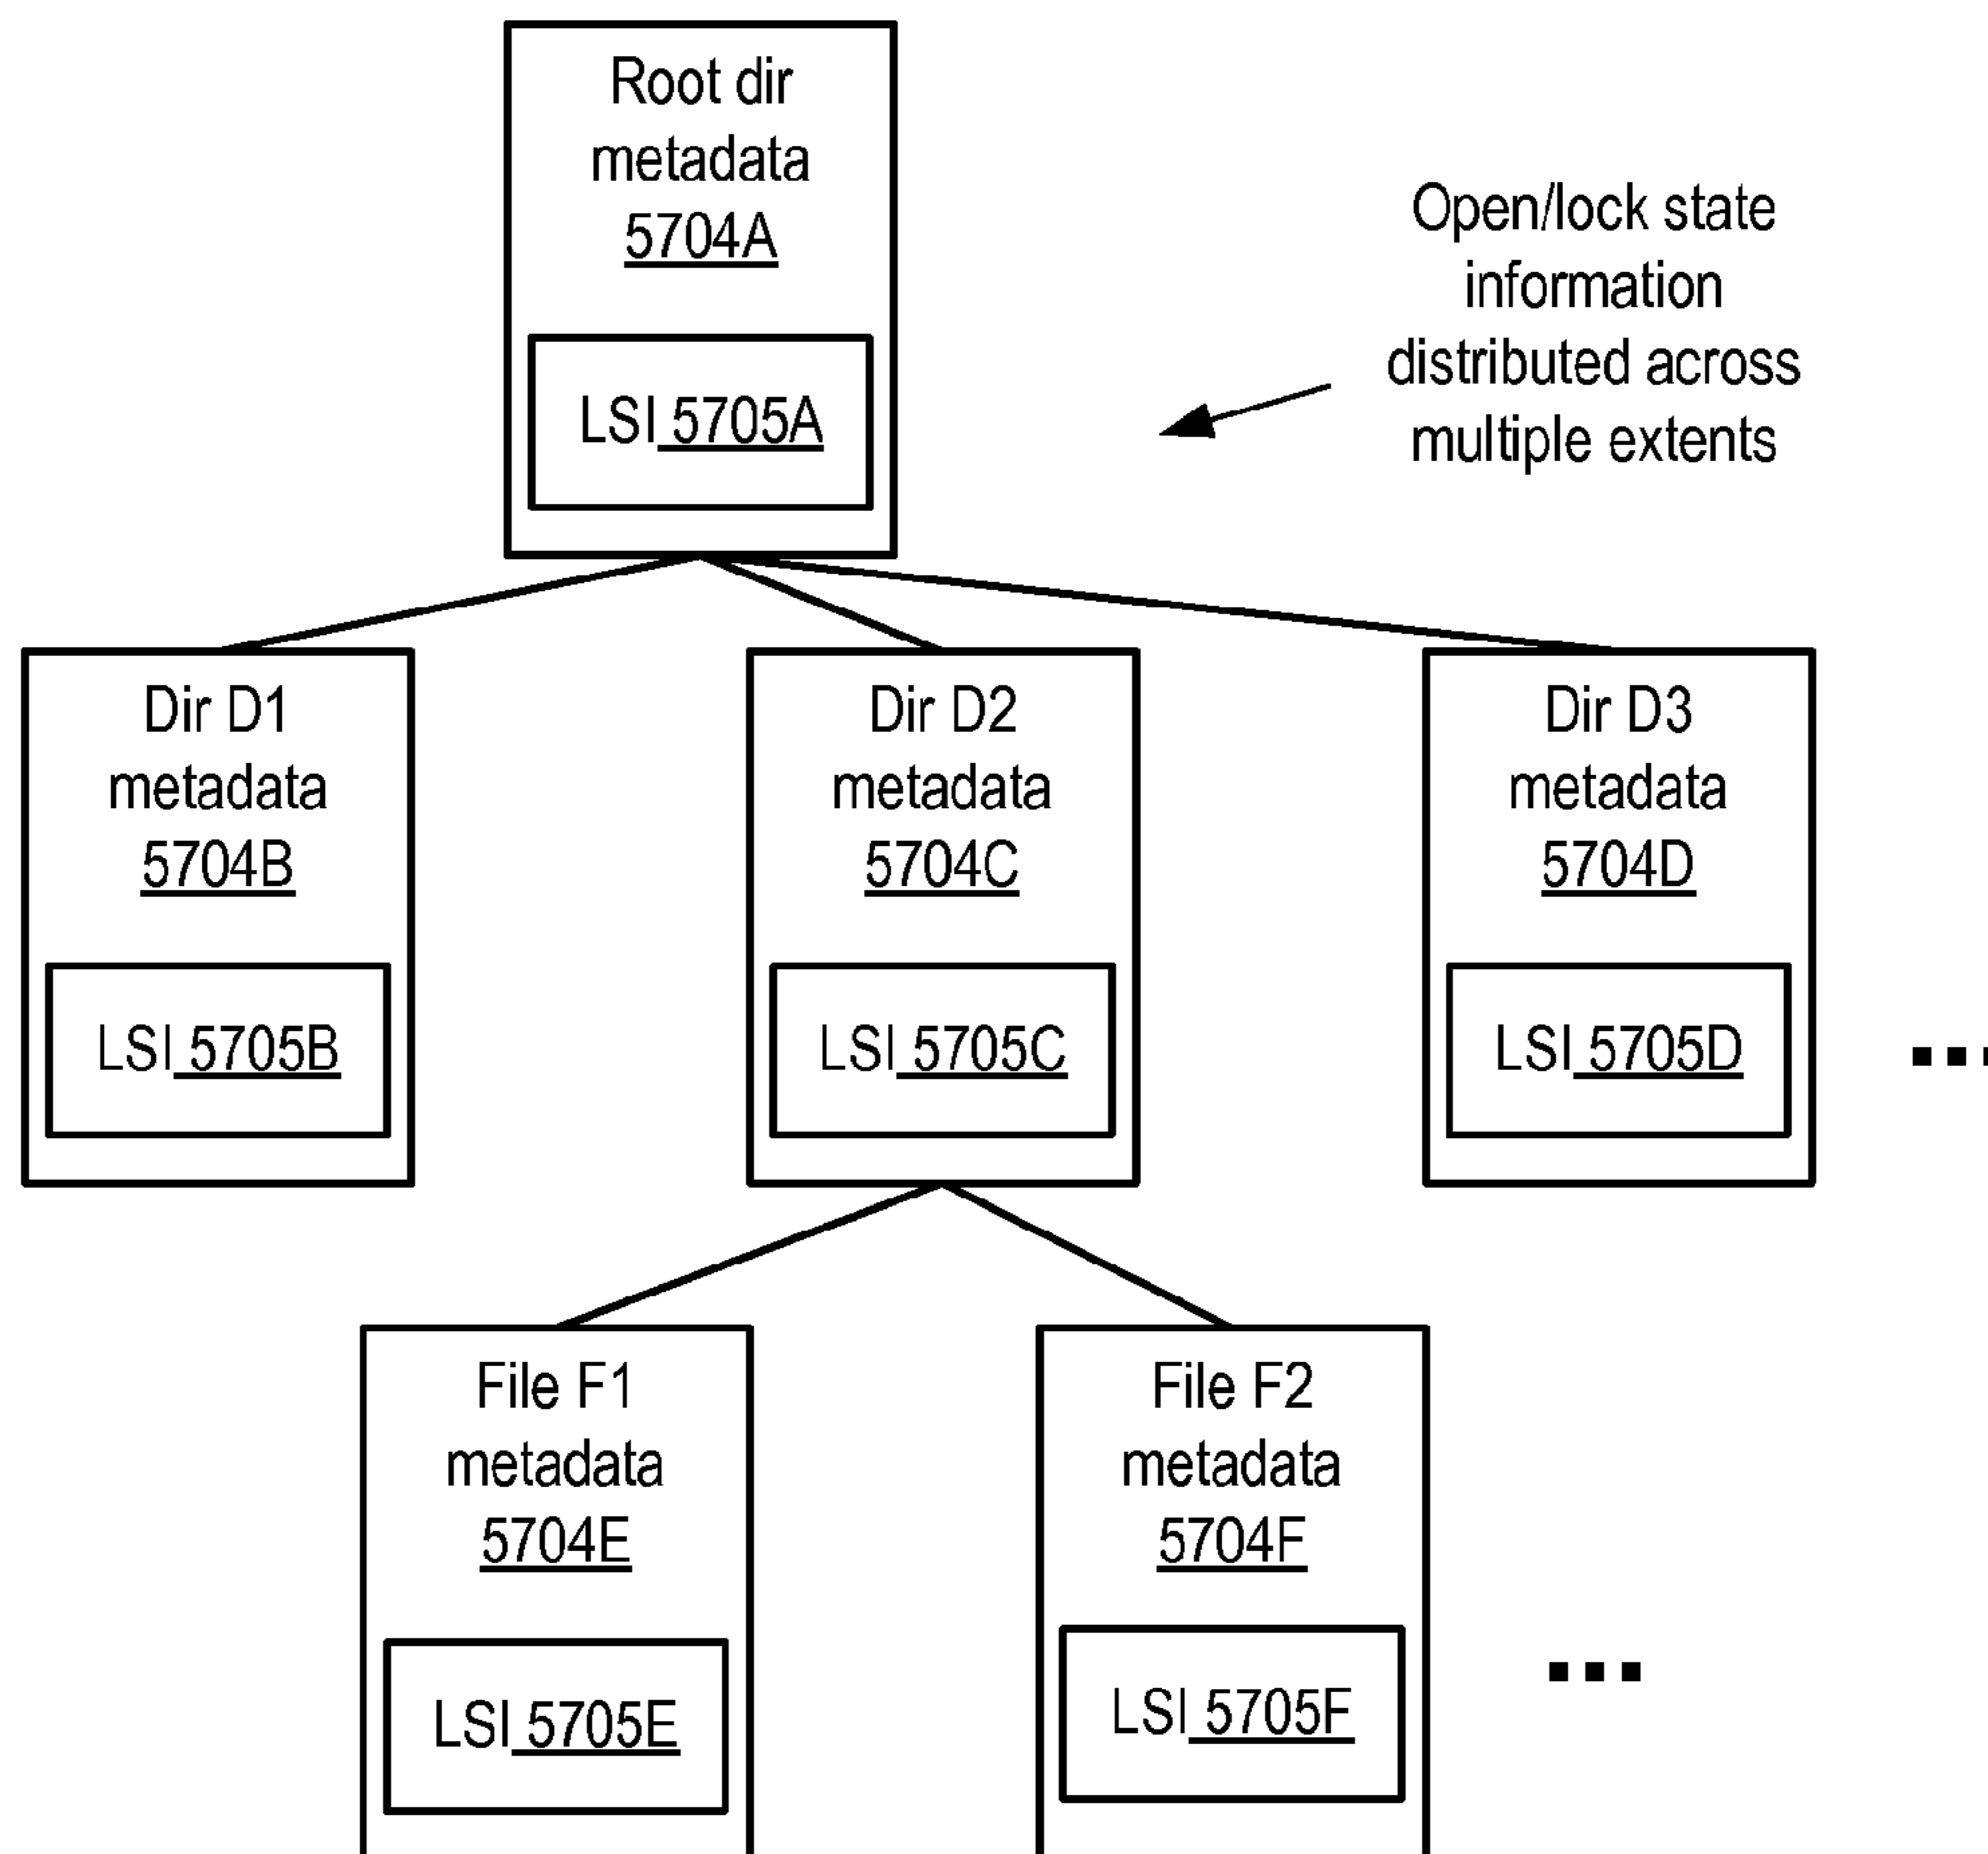 Root dir
metadata
5704A
LSI 5705A
Open/lock state
information
distributed across
multiple extents
Dir D1
metadata
5704B
LSI 5705B
Dir D2
metadata
5704C
LSI 5705C
Dir D3
metadata
5704D
LSI 5705D
...
File F1
metadata
5704E
LSI 5705E
File F2
metadata
5704F
LSI 5705F
...